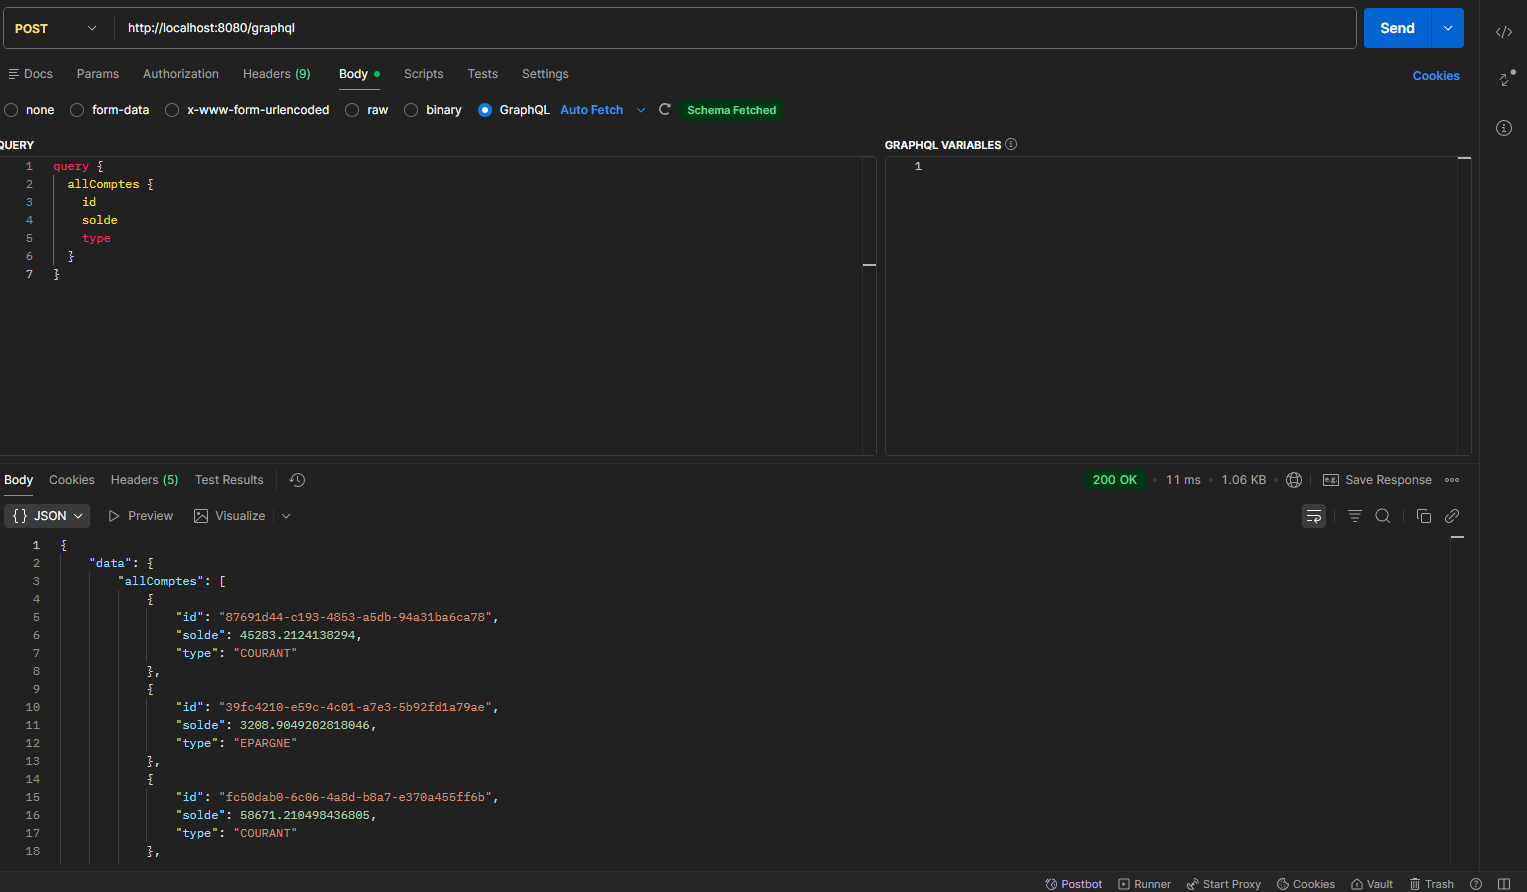 POST http://localhost:8080/graphql Send
Docs Params Authorization Headers (9) Body Scripts Tests Settings Cookies
none form-data x-www-form-urlencoded raw binary GraphQL Auto Fetch Schema Fetched
QUERY
1 query {
2 allComptes {
3 id
4 solde
5 type
6 }
7 }
GRAPHQL VARIABLES
1
Body Cookies Headers (5) Test Results 200 OK • 11 ms • 1.06 KB • e.g. Save Response
{} JSON Preview Visualize
1 {
2 "data": {
3 "allComptes": [
4 {
5 "id": "87691d44-c193-4853-a5db-94a31ba6ca78",
6 "solde": 45283.2124138294,
7 "type": "COURANT"
8 },
9 {
10 "id": "39fc4210-e59c-4c01-a7e3-5b92fd1a79ae",
11 "solde": 3208.9049202818046,
12 "type": "EPARGNE"
13 },
14 {
15 "id": "fc50dab0-6c06-4a8d-b8a7-e370a455ff6b",
16 "solde": 58671.210498436805,
17 "type": "COURANT"
18 },
Postbot Runner Start Proxy Cookies Vault Trash